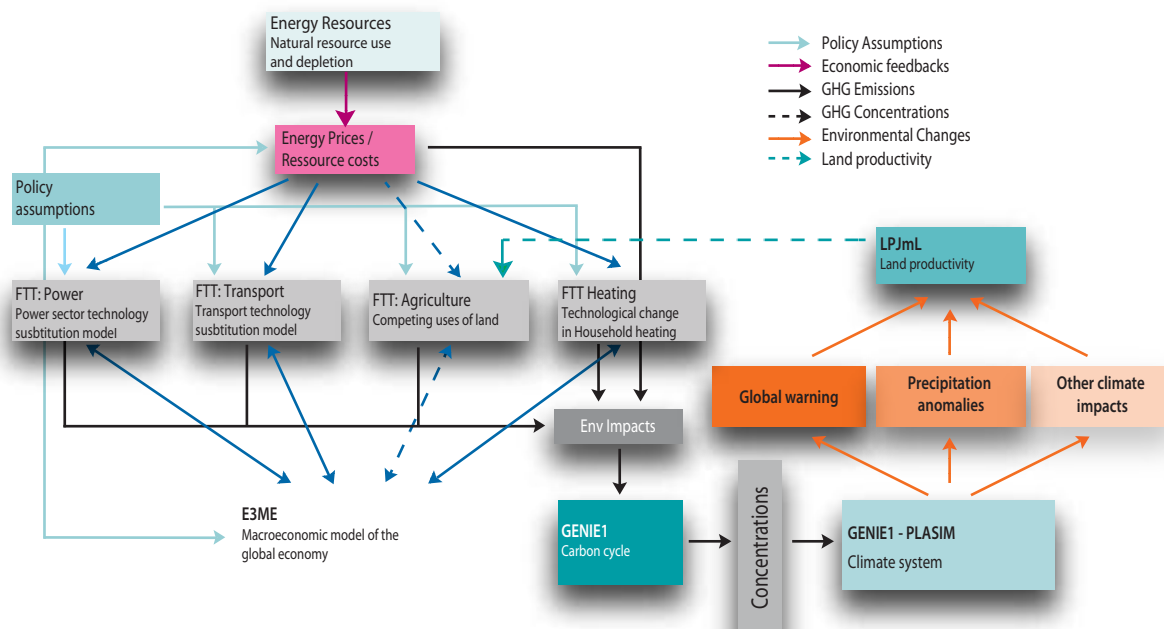 Energy Resources
Natural resource use
and depletion
Policy Assumptions
Economic feedbacks
GHG Emissions
GHG Concentrations
Environmental Changes
Land productivity
Energy Prices /
Ressource costs
Policy
assumptions
LPJmL
Land productivity
FTT: Power
Power sector technology
susbtitution model
FTT: Transport
Transport technology
susbtitution model
FTT: Agriculture
Competing uses of land
FTT Heating
Technological change
in Household heating
Global warning
Precipitation
anomalies
Other climate
impacts
Env Impacts
E3ME
Macroeconomic model of the
global economy
GENIE1
Carbon cycle
Concentrations
GENIE1 - PLASIM
Climate system